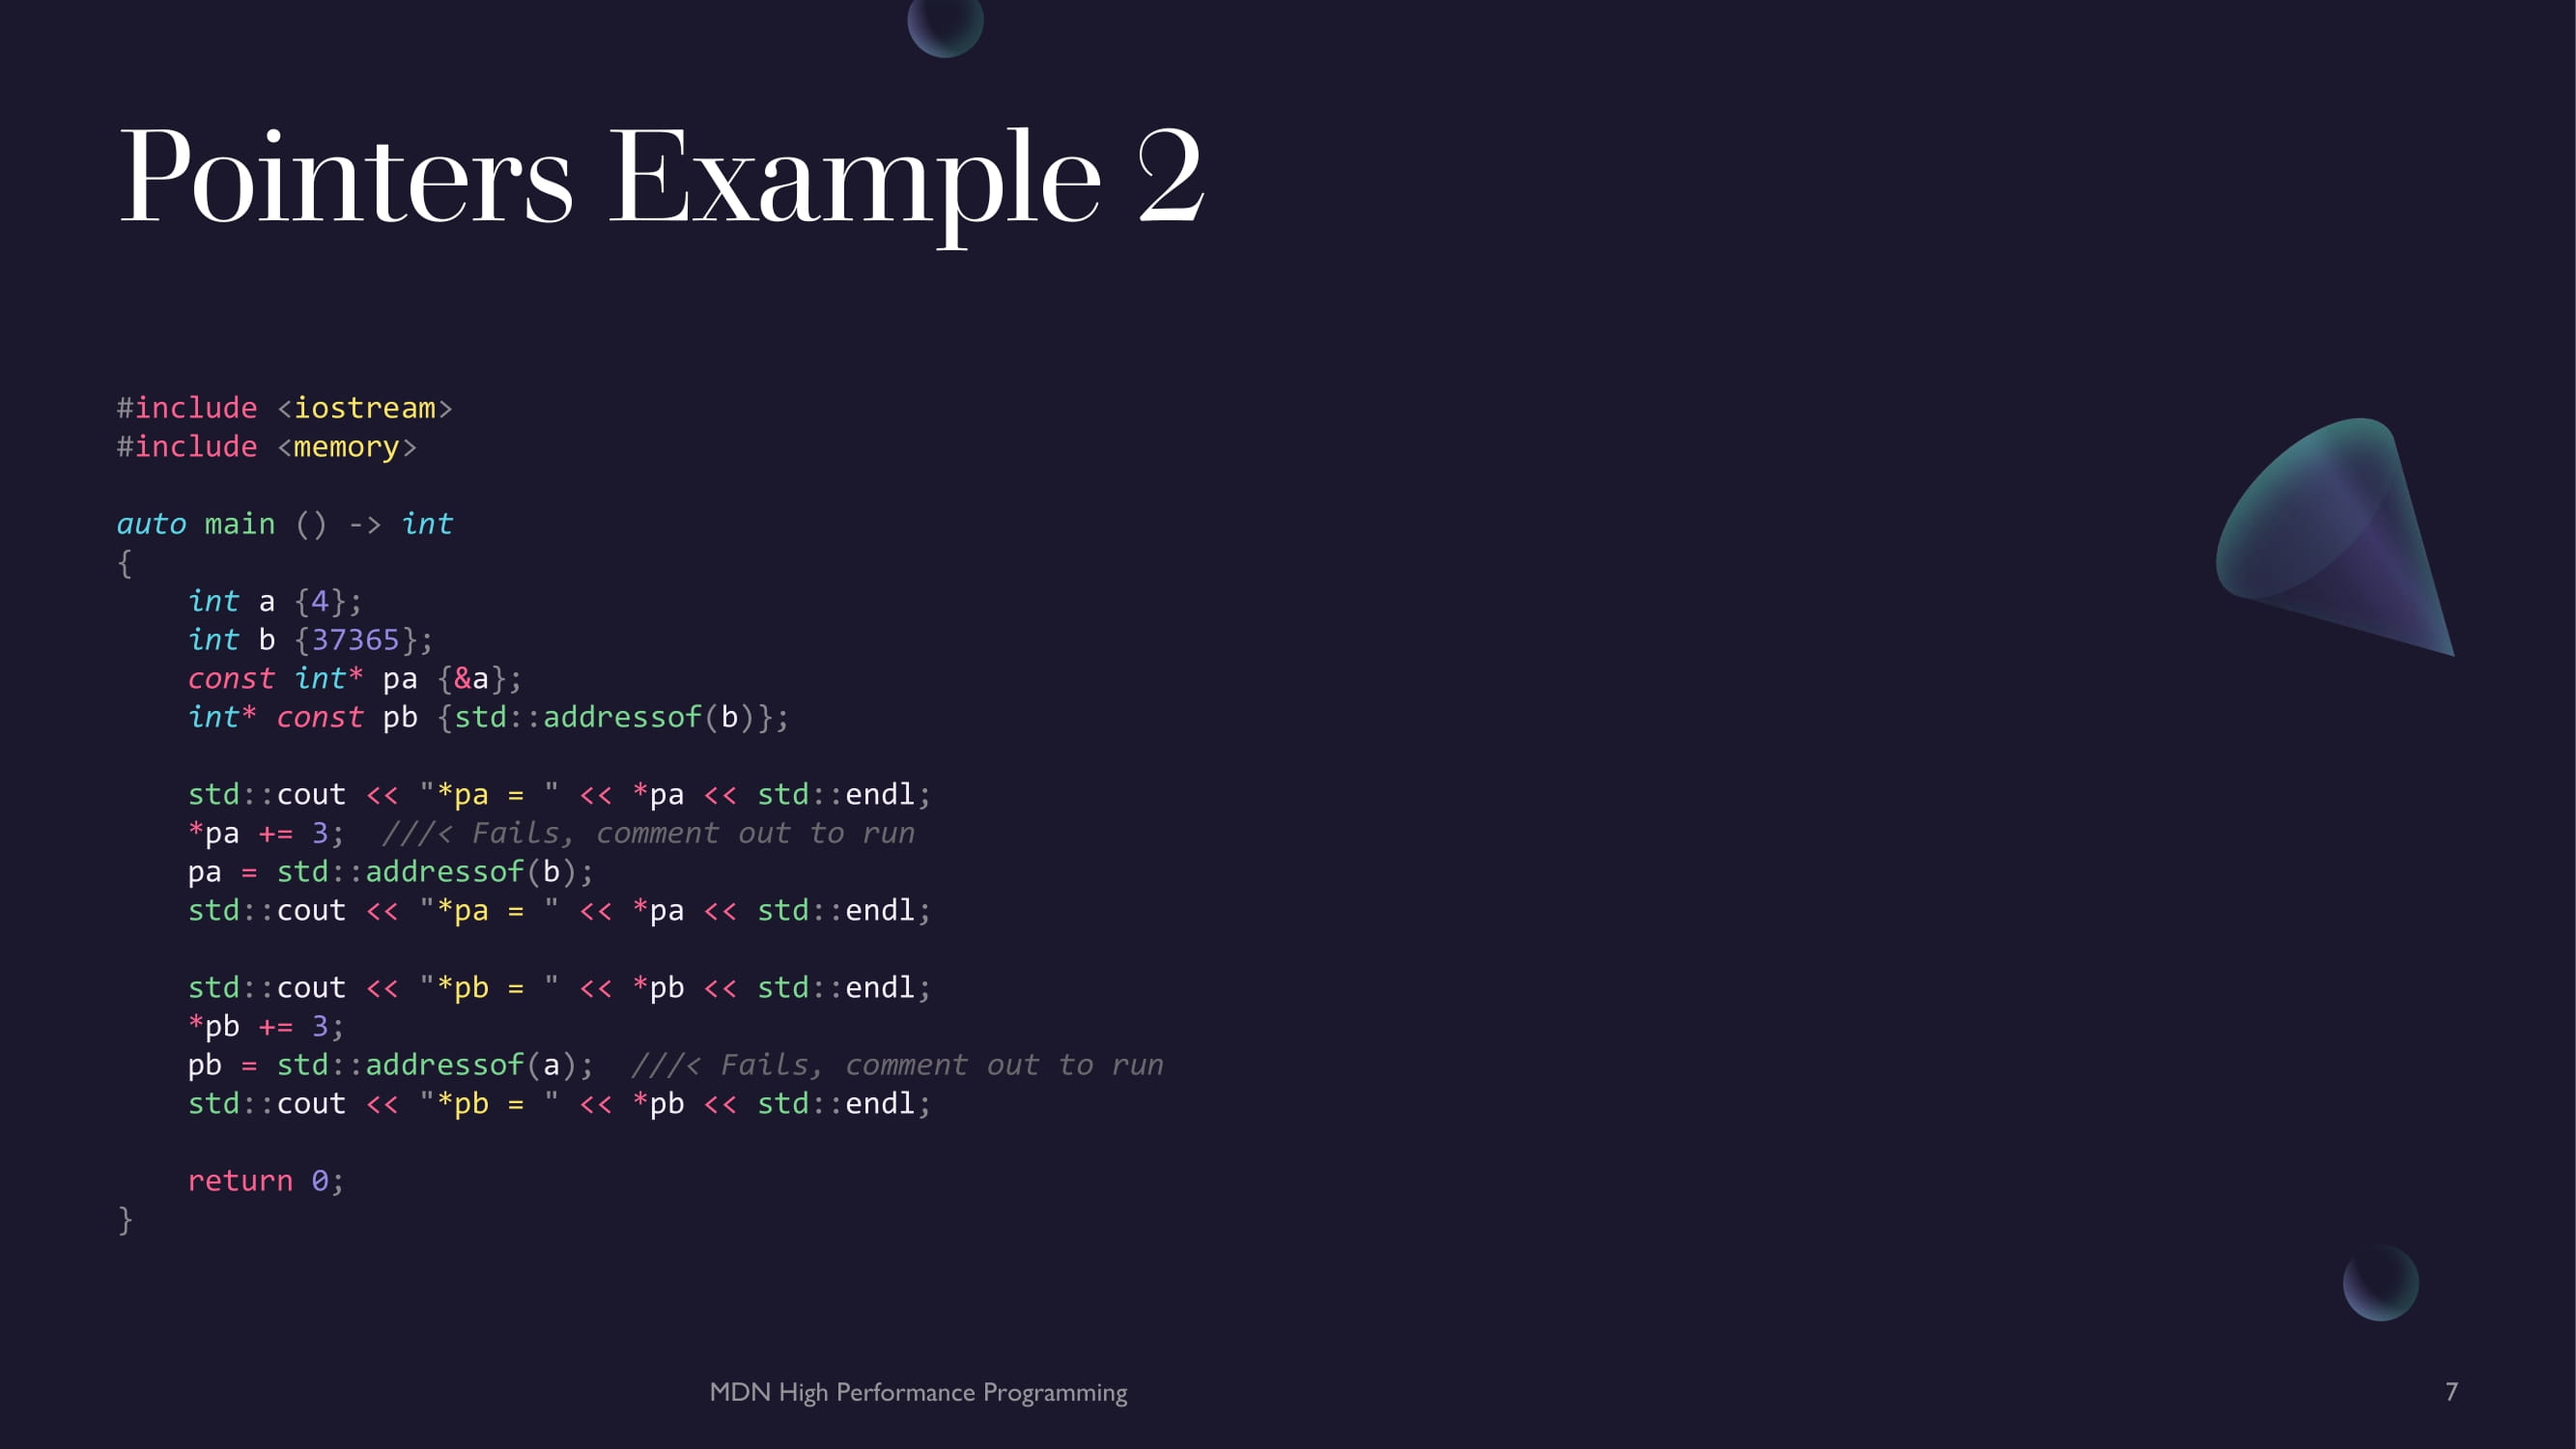 Pointers Example 2
#include <iostream>
#include <memory>
auto main () -> int
{
    int a {4};
    int b {37365};
    const int* pa {&a};
    int* const pb {std::addressof(b)};
    std::cout << "*pa = " << *pa << std::endl;
    *pa += 3;  ///< Fails, comment out to run
    pa = std::addressof(b);
    std::cout << "*pa = " << *pa << std::endl;
    std::cout << "*pb = " << *pb << std::endl;
    *pb += 3;
    pb = std::addressof(a);  ///< Fails, comment out to run
    std::cout << "*pb = " << *pb << std::endl;
    return 0;
}
MDN High Performance Programming
7